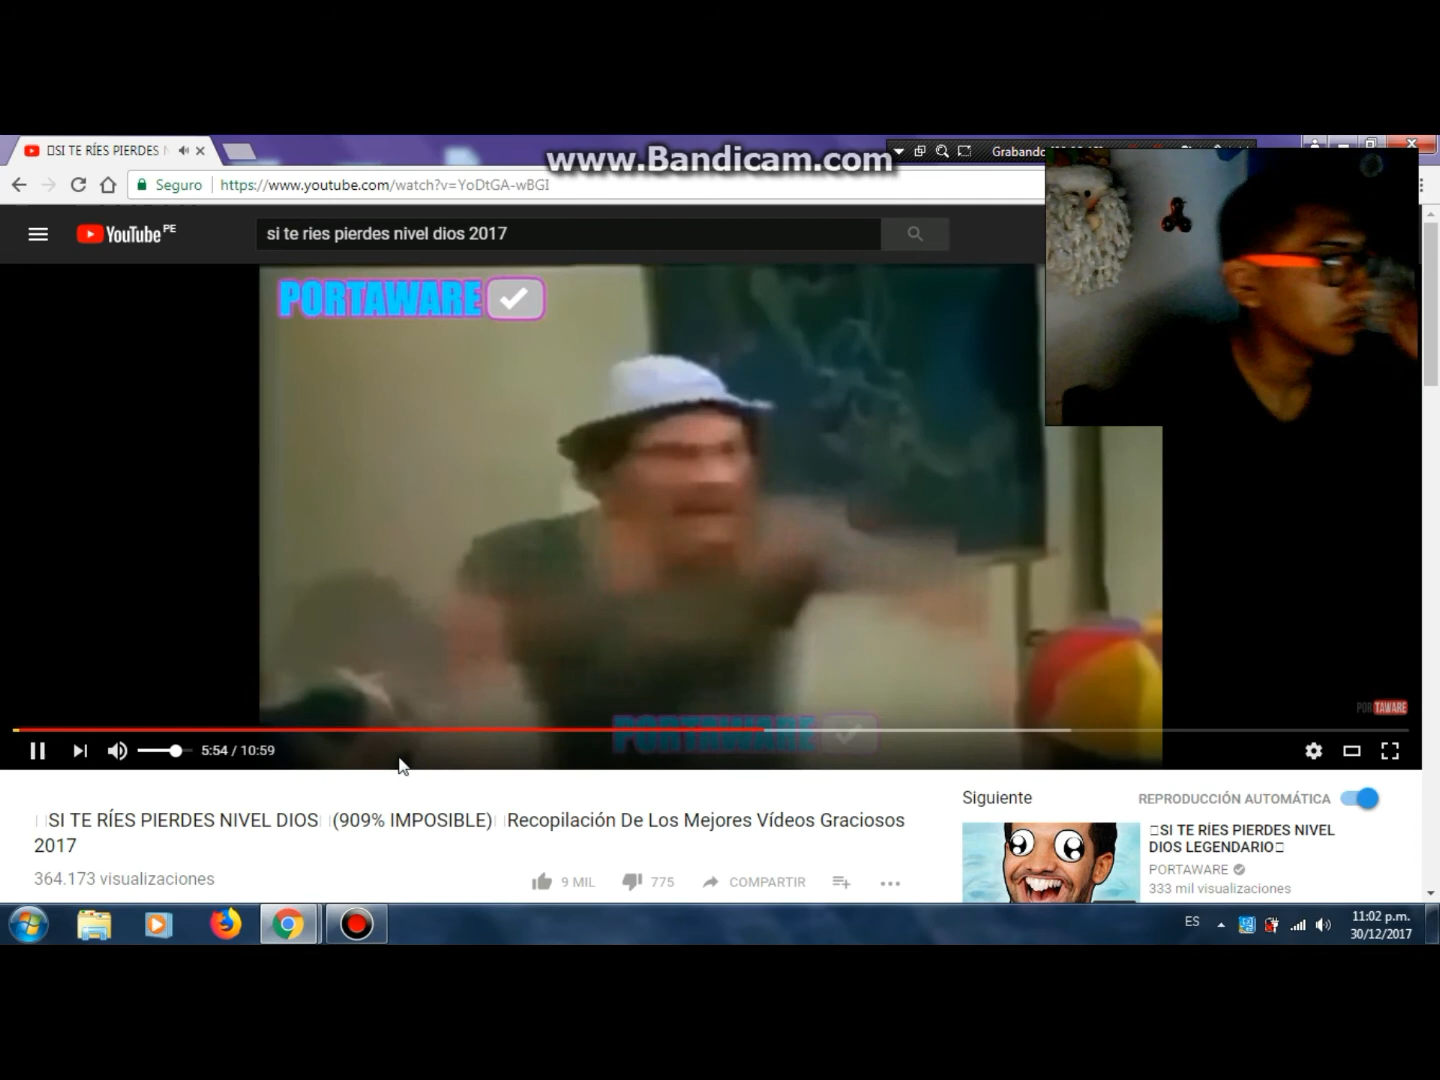 www.Bandicam.com
SI TE RÍES PIERDES
Grabando
Seguro
https://www.youtube.com/watch?v=YoDtGA-wBGI
YouTube PE
si te ries pierdes nivel dios 2017
PORTAWARE
PORTAWARE
PORTAWARE
5:54 / 10:59
SI TE RÍES PIERDES NIVEL DIOS (909% IMPOSIBLE) Recopilación De Los Mejores Vídeos Graciosos
2017
364.173 visualizaciones
9 MIL
775
COMPARTIR
Siguiente
REPRODUCCIÓN AUTOMÁTICA
SI TE RÍES PIERDES NIVEL
DIOS LEGENDARIO
PORTAWARE
333 mil visualizaciones
ES
11:02 p.m.
30/12/2017